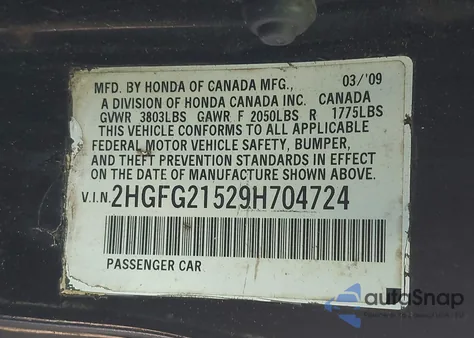 MFD. BY HONDA OF CANADA MFG., 03/'09
A DIVISION OF HONDA CANADA INC. CANADA
GVWR 3803LBS GAWR F 2050LBS R 1775LBS
THIS VEHICLE CONFORMS TO ALL APPLICABLE
FEDERAL MOTOR VEHICLE SAFETY, BUMPER,
AND THEFT PREVENTION STANDARDS IN EFFECT
ON THE DATE OF MANUFACTURE SHOWN ABOVE.
V.I.N. 2HGFG21529H704724
PASSENGER CAR
autoSnap